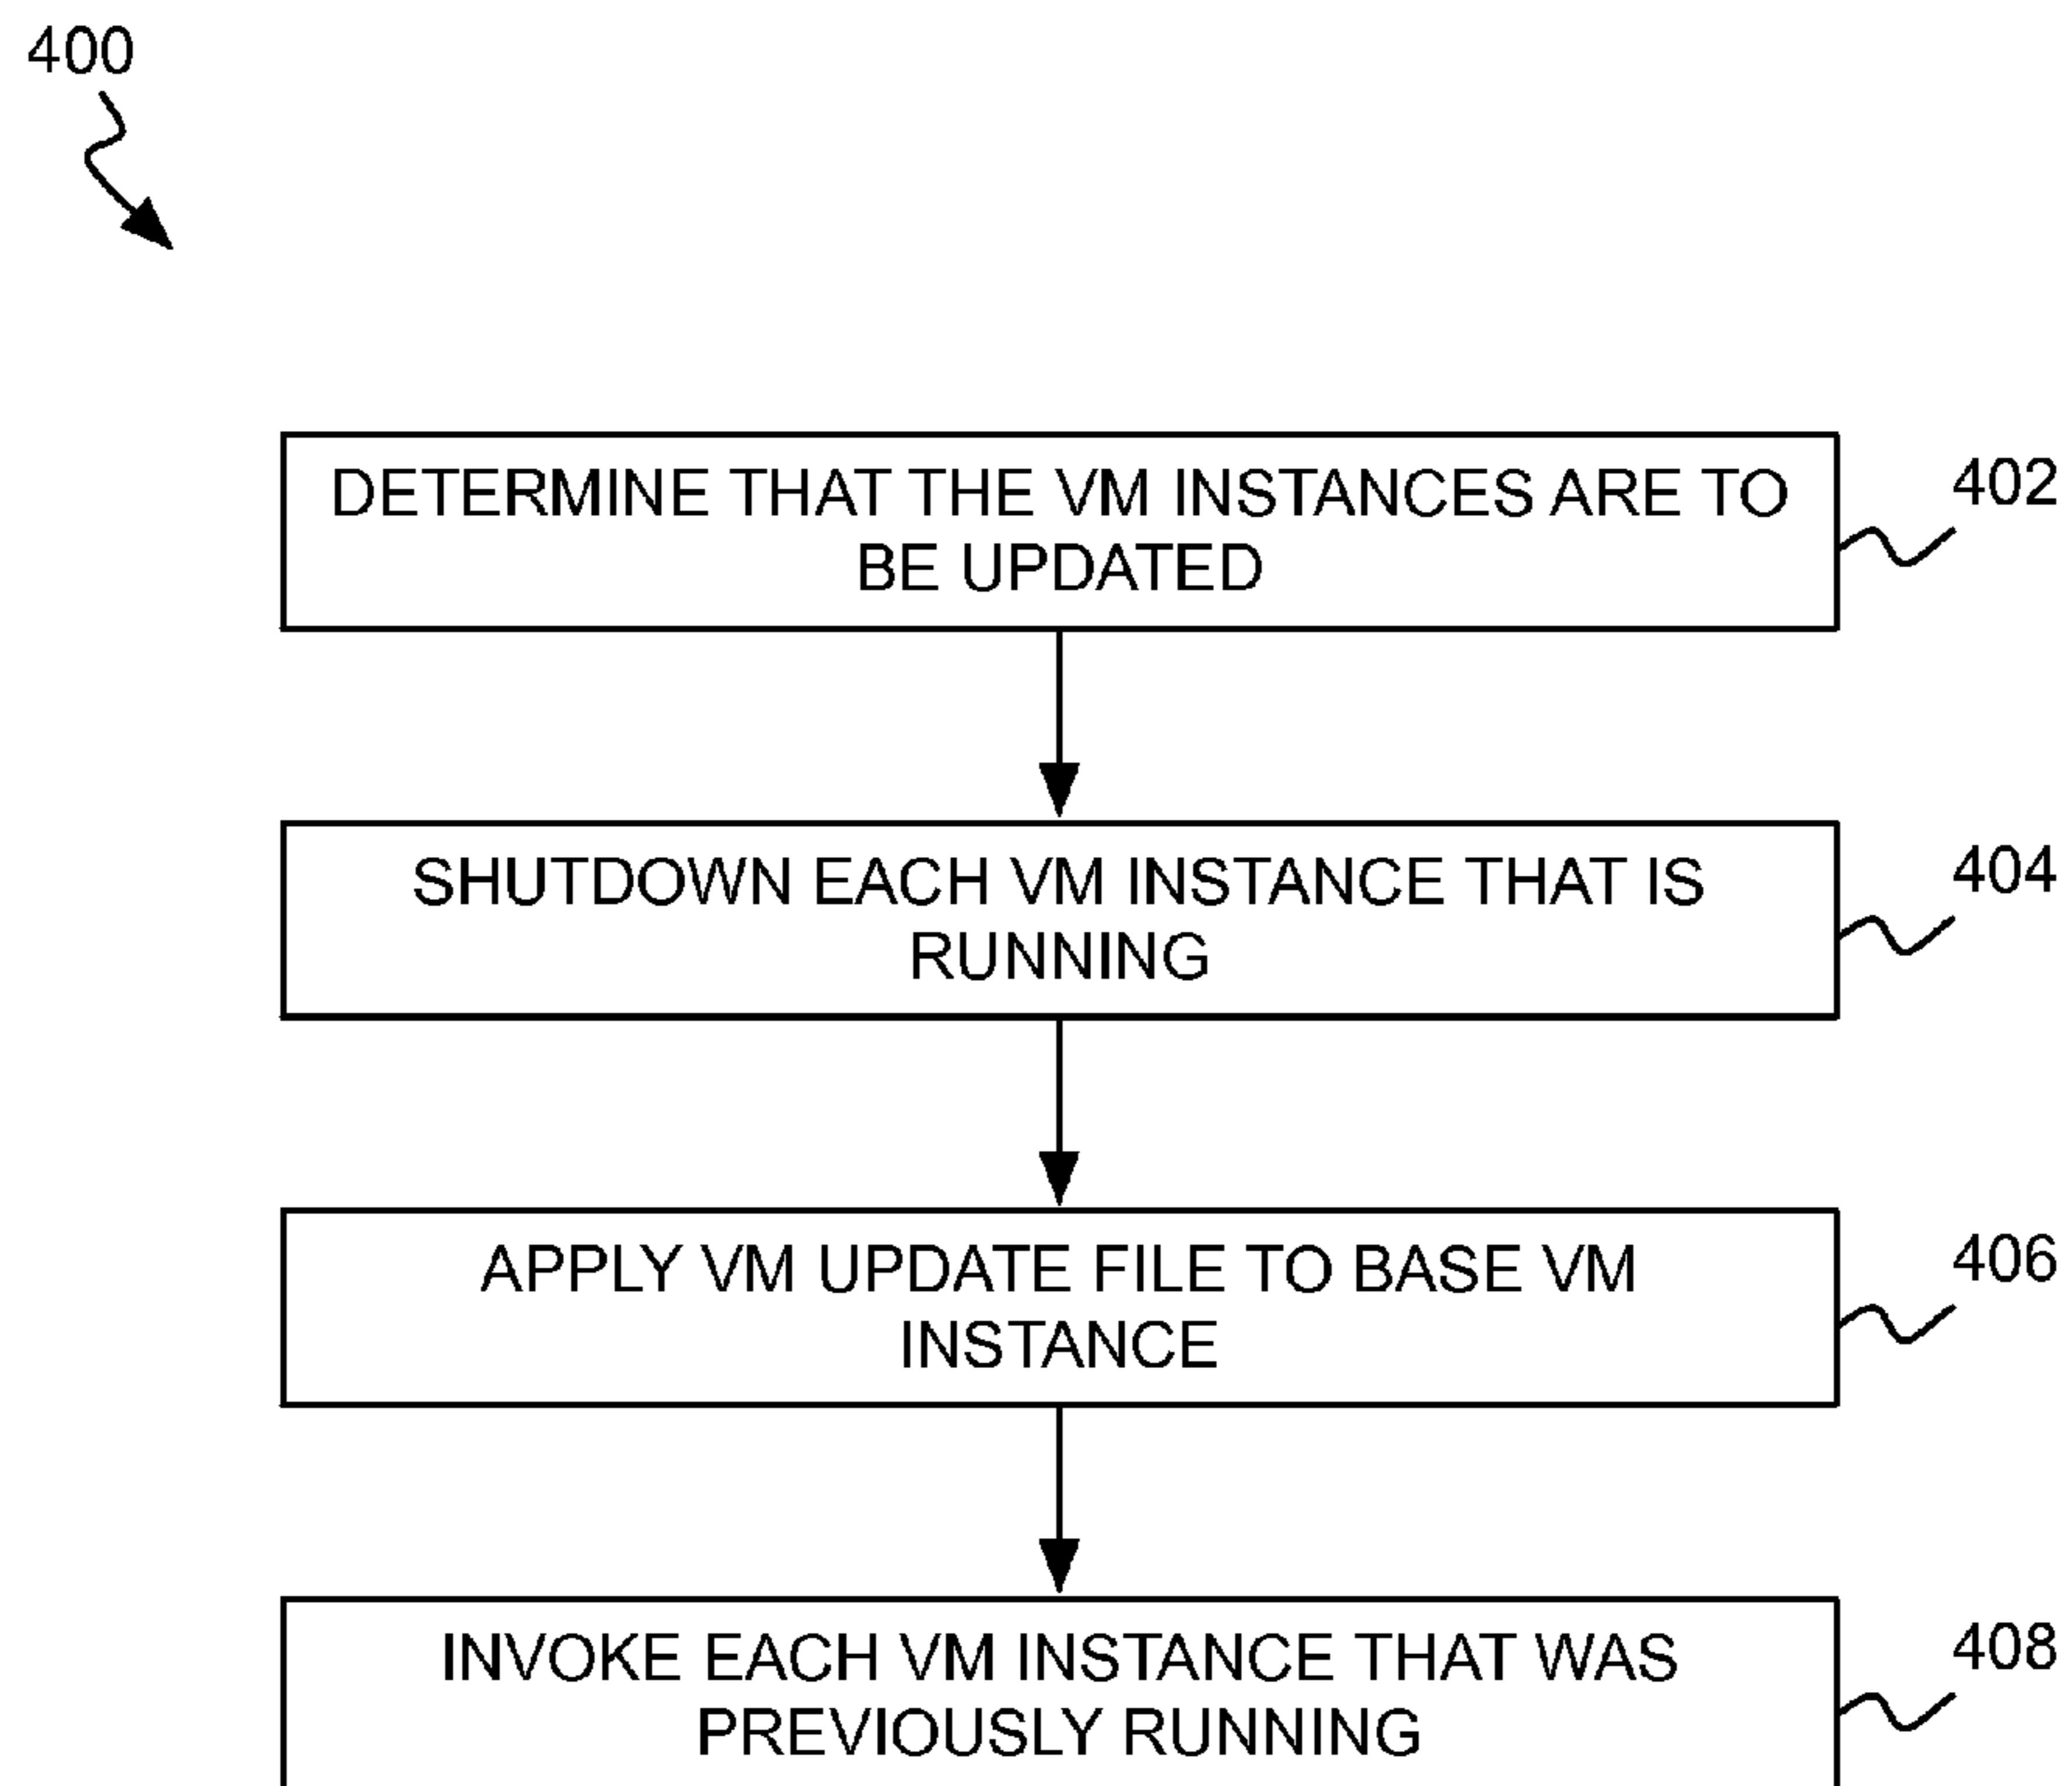 400
DETERMINE THAT THE VM INSTANCES ARE TO
BE UPDATED
402
SHUTDOWN EACH VM INSTANCE THAT IS
RUNNING
404
APPLY VM UPDATE FILE TO BASE VM
INSTANCE
406
INVOKE EACH VM INSTANCE THAT WAS
PREVIOUSLY RUNNING
408